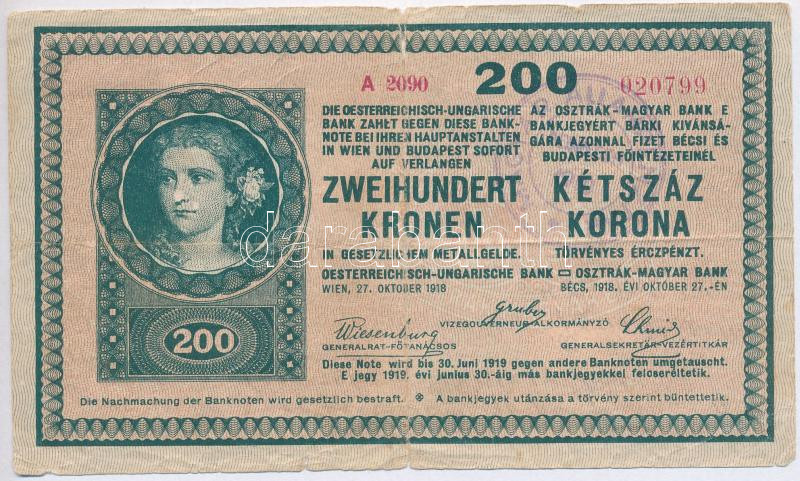 A 2090 200 020799
DIE OESTERREICHISCH-UNGARISCHE
BANK ZAHLT GEGEN DIESE BANK-
NOTE BEI IHREN HAUPTANSTALTEN
IN WIEN UND BUDAPEST SOFORT
AUF VERLANGEN
ZWEIHUNDERT
KRONEN
IN GESETZLICHEM METALLGELDE.
AZ OSZTRÁK-MAGYAR BANK E
BANKJEGYÉRT BÁRKI KIVÁNSÁ-
GÁRA AZONNAL FIZET BÉCSI ÉS
BUDAPESTI FŐINTÉZETEINÉL
KÉTSZÁZ
KORONA
TÖRVÉNYES ÉRCZPÉNZT.
OESTERREICHISCH-UNGARISCHE BANK OSZTRÁK-MAGYAR BANK
WIEN, 27. OKTOBER 1918 BÉCS, 1918. ÉVI OKTÓBER 27.-ÉN
Gruber
VIZEGOUVERNEUR-ALKORMÁNYZÓ
Wiesenburg
GENERALRAT-FŐTANÁCSOS GENERALSEKRETÄR-VEZÉRTITKÁR
Diese Note wird bis 30. Juni 1919 gegen andere Banknoten umgetauscht.
E jegy 1919. évi junius 30.-áig más bankjegyekkel felcseréltetik.
200
Die Nachmachung der Banknoten wird gesetzlich bestraft. A bankjegyek utánzása a törvény szerint büntettetik.
darabanth